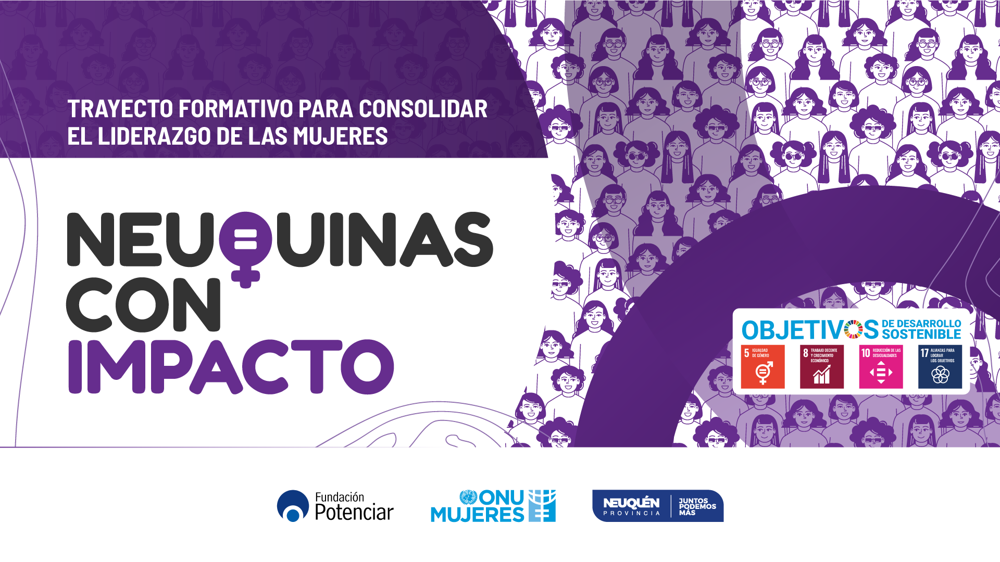 TRAYECTO FORMATIVO PARA CONSOLIDAR
EL LIDERAZGO DE LAS MUJERES
NEUQUINAS
CON
IMPACTO
OBJETIVOS DE DESARROLLO
SOSTENIBLE
5 IGUALDAD
DE GÉNERO
8 TRABAJO DECENTE
Y CRECIMIENTO
ECONÓMICO
10 REDUCCIÓN DE LAS
DESIGUALDADES
17 ALIANZAS PARA
LOGRAR
LOS OBJETIVOS
Fundación
Potenciar
ONU
MUJERES
NEUQUÉN
PROVINCIA
JUNTOS
PODEMOS
MÁS